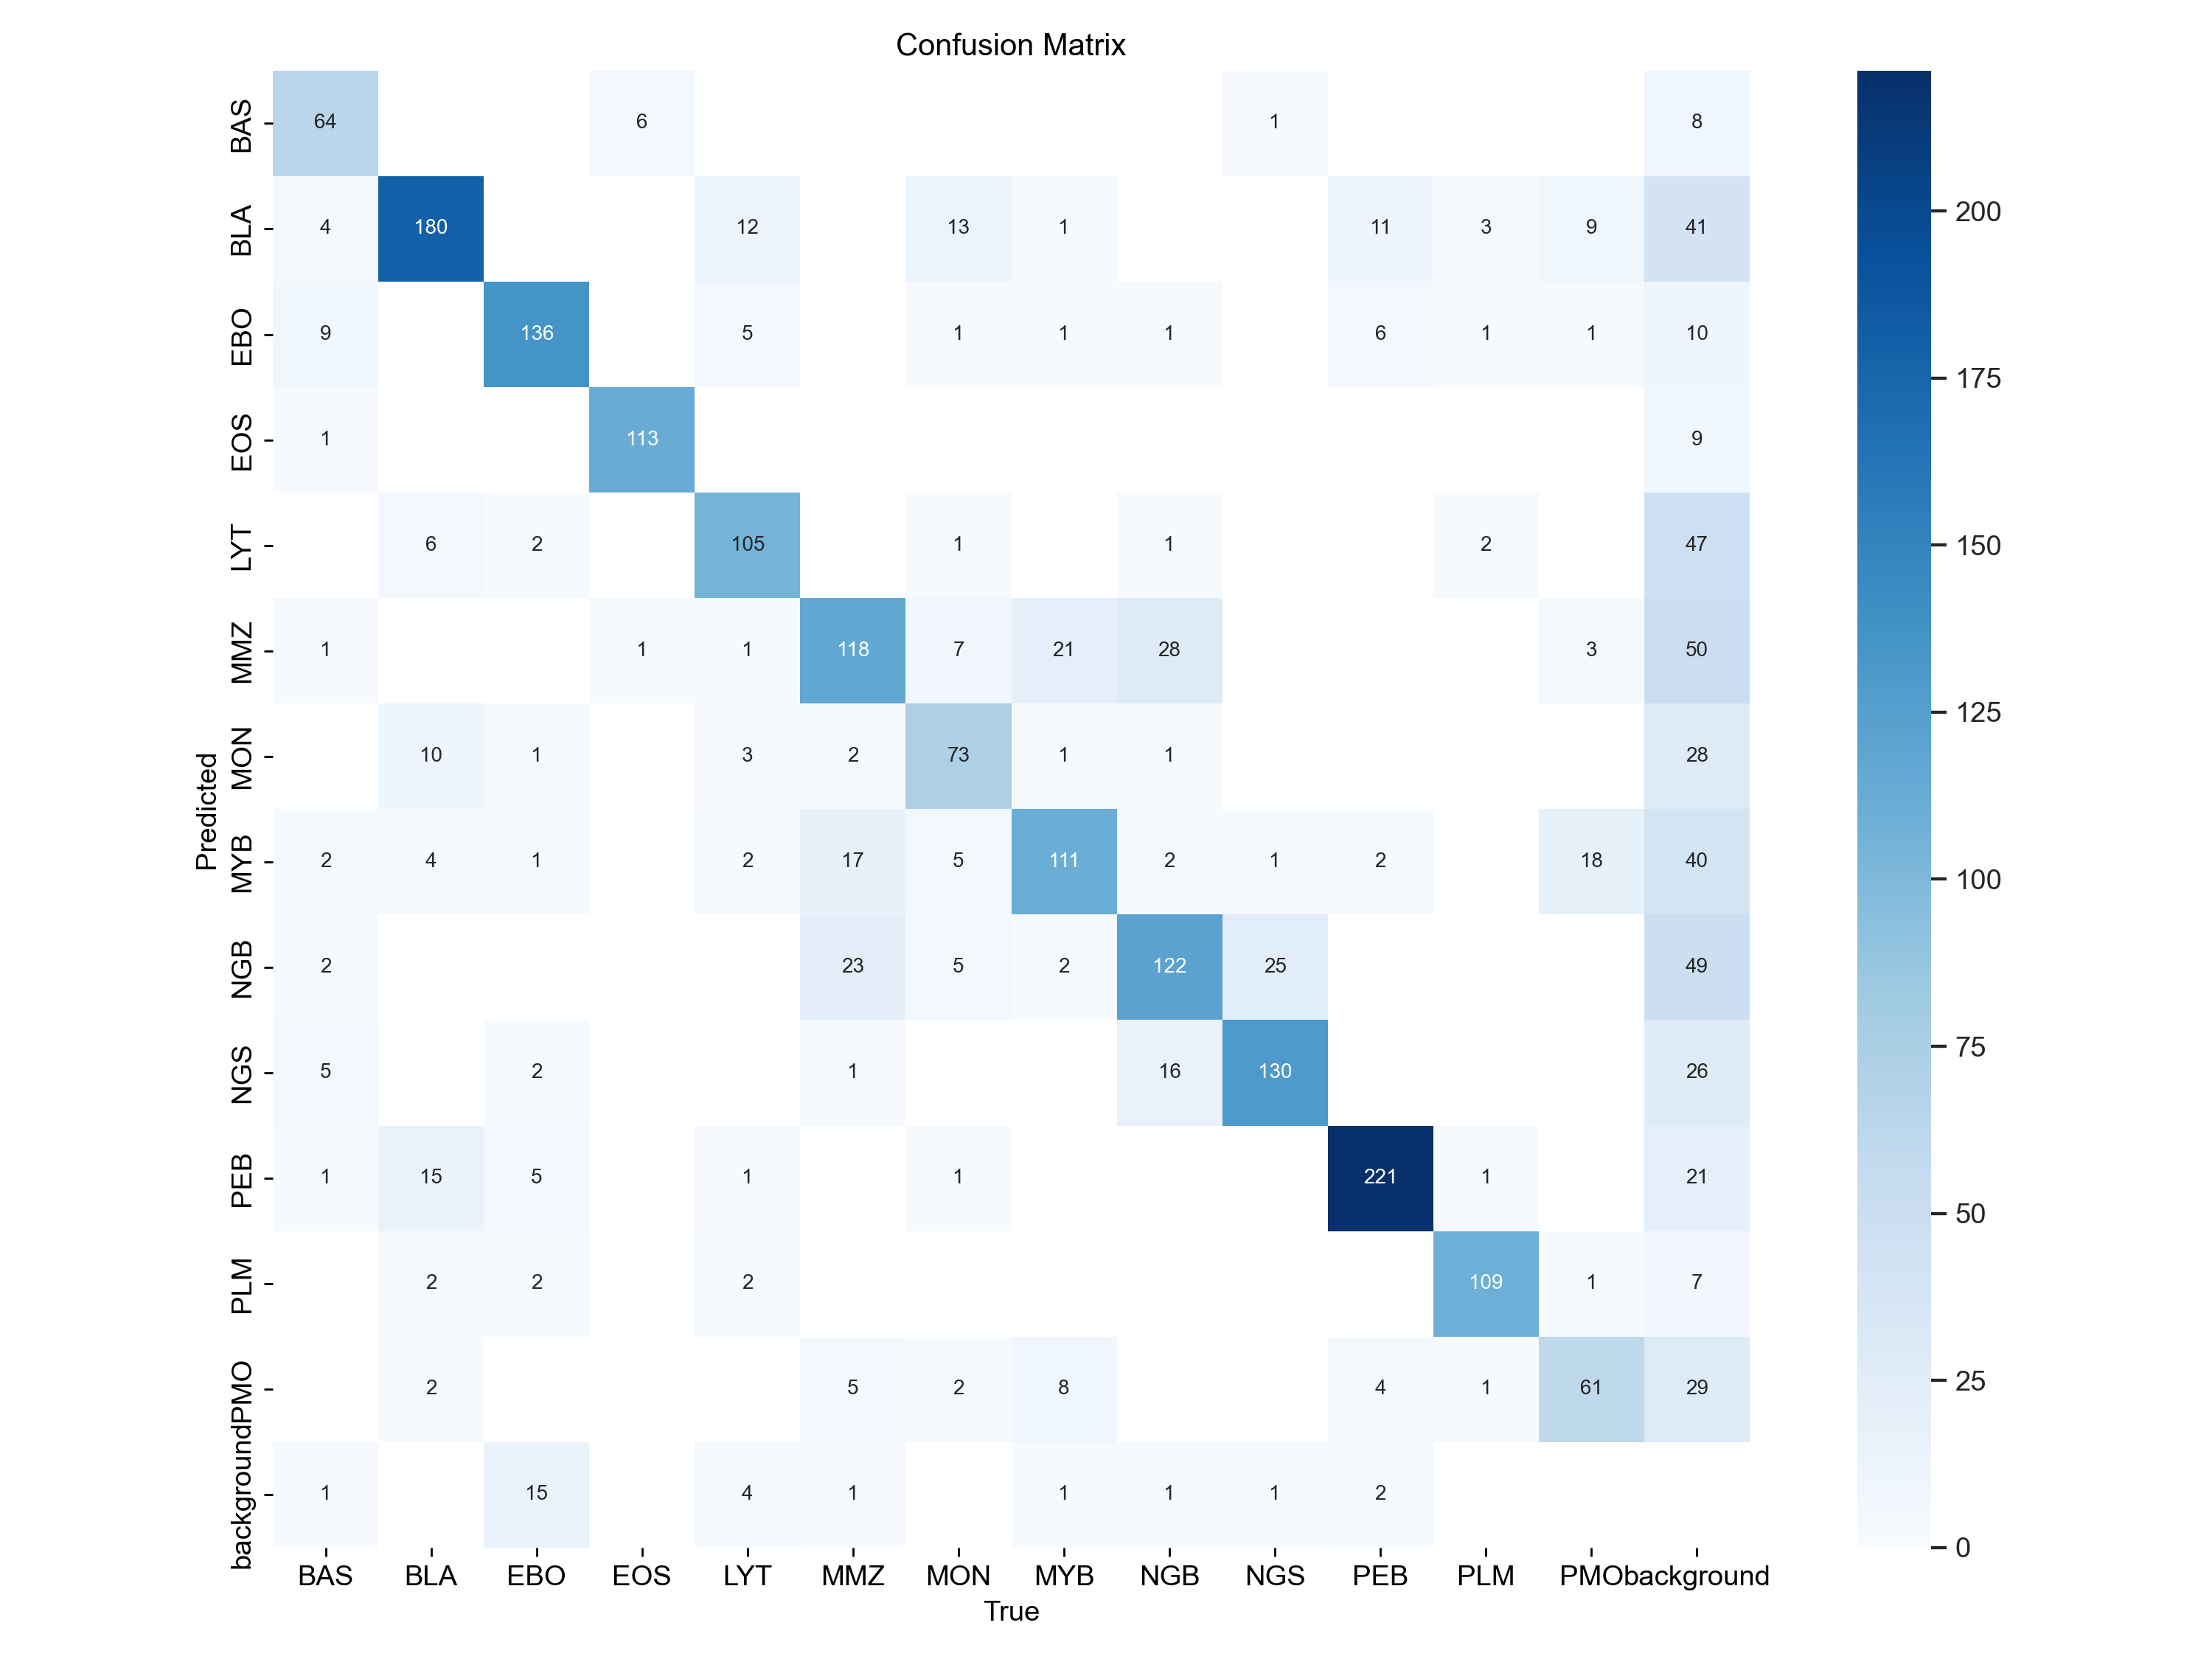 Confusion Matrix
BAS 64 6 1 8
BLA 4 180 12 13 1 11 3 9 41
EBO 9 136 5 1 1 1 6 1 1 10
EOS 1 113 9
LYT 6 2 105 1 1 2 47
MMZ 1 1 1 118 7 21 28 3 50
MON 10 1 3 2 73 1 1 28
MYB 2 4 1 2 17 5 111 2 1 2 18 40
NGB 2 23 5 2 122 25 49
NGS 5 2 1 16 130 26
PEB 1 15 5 1 1 221 1 21
PLM 2 2 2 109 1 7
PMO 2 5 2 8 4 1 61 29
background 1 15 4 1 1 1 1 2
BAS BLA EBO EOS LYT MMZ MON MYB NGB NGS PEB PLM PMO background
True
Predicted
200
175
150
125
100
75
50
25
0